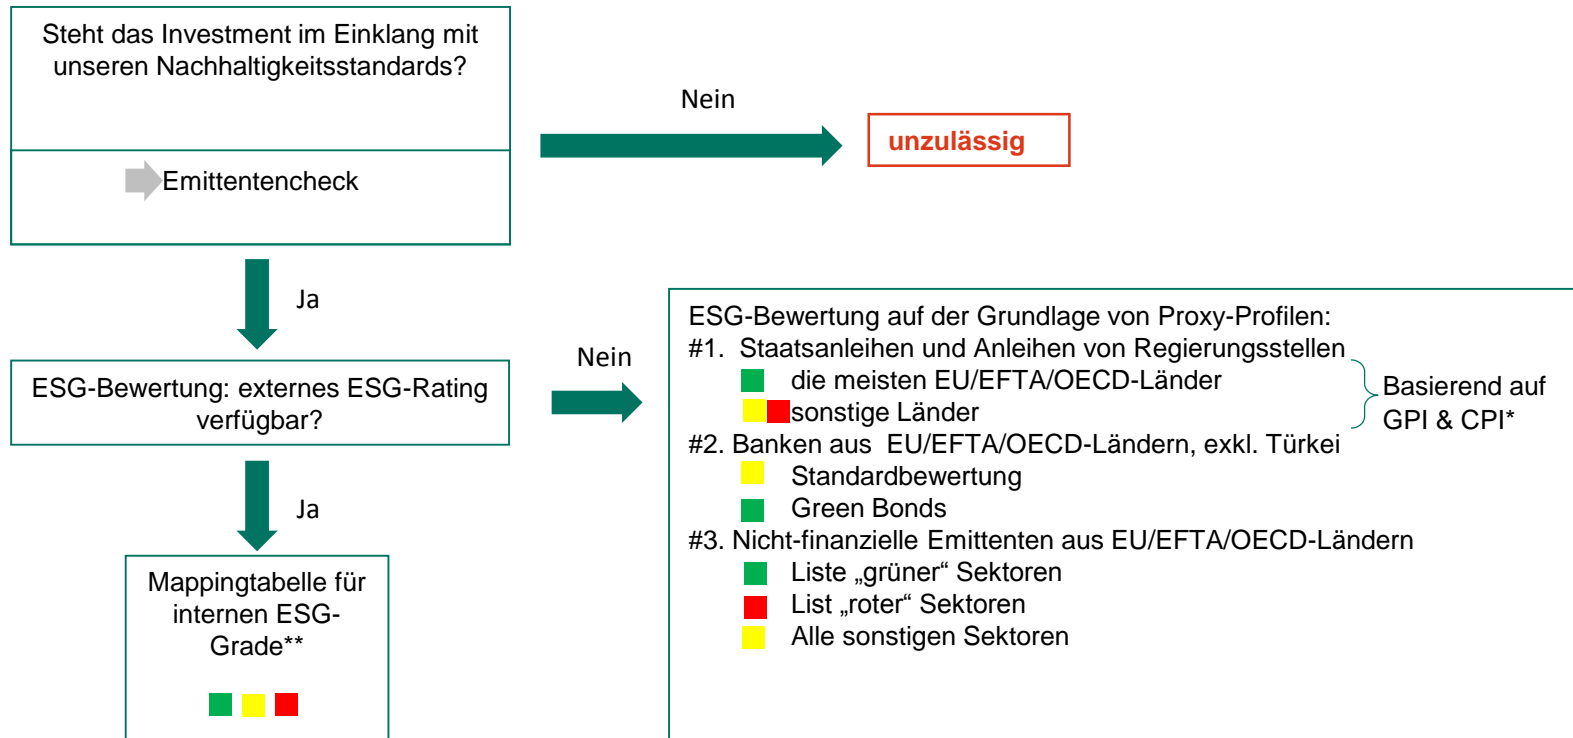 Steht das Investment im Einklang mit
unseren Nachhaltigkeitsstandards?
Emittentencheck
Nein
unzulässig
Ja
ESG-Bewertung: externes ESG-Rating
verfügbar?
Nein
Ja
Mappingtabelle für
internen ESG-
Grade**
ESG-Bewertung auf der Grundlage von Proxy-Profilen:
#1. Staatsanleihen und Anleihen von Regierungsstellen
die meisten EU/EFTA/OECD-Länder
sonstige Länder
Basierend auf
GPI & CPI*
#2. Banken aus EU/EFTA/OECD-Ländern, exkl. Türkei
Standardbewertung
Green Bonds
#3. Nicht-finanzielle Emittenten aus EU/EFTA/OECD-Ländern
Liste „grüner“ Sektoren
List „roter“ Sektoren
Alle sonstigen Sektoren